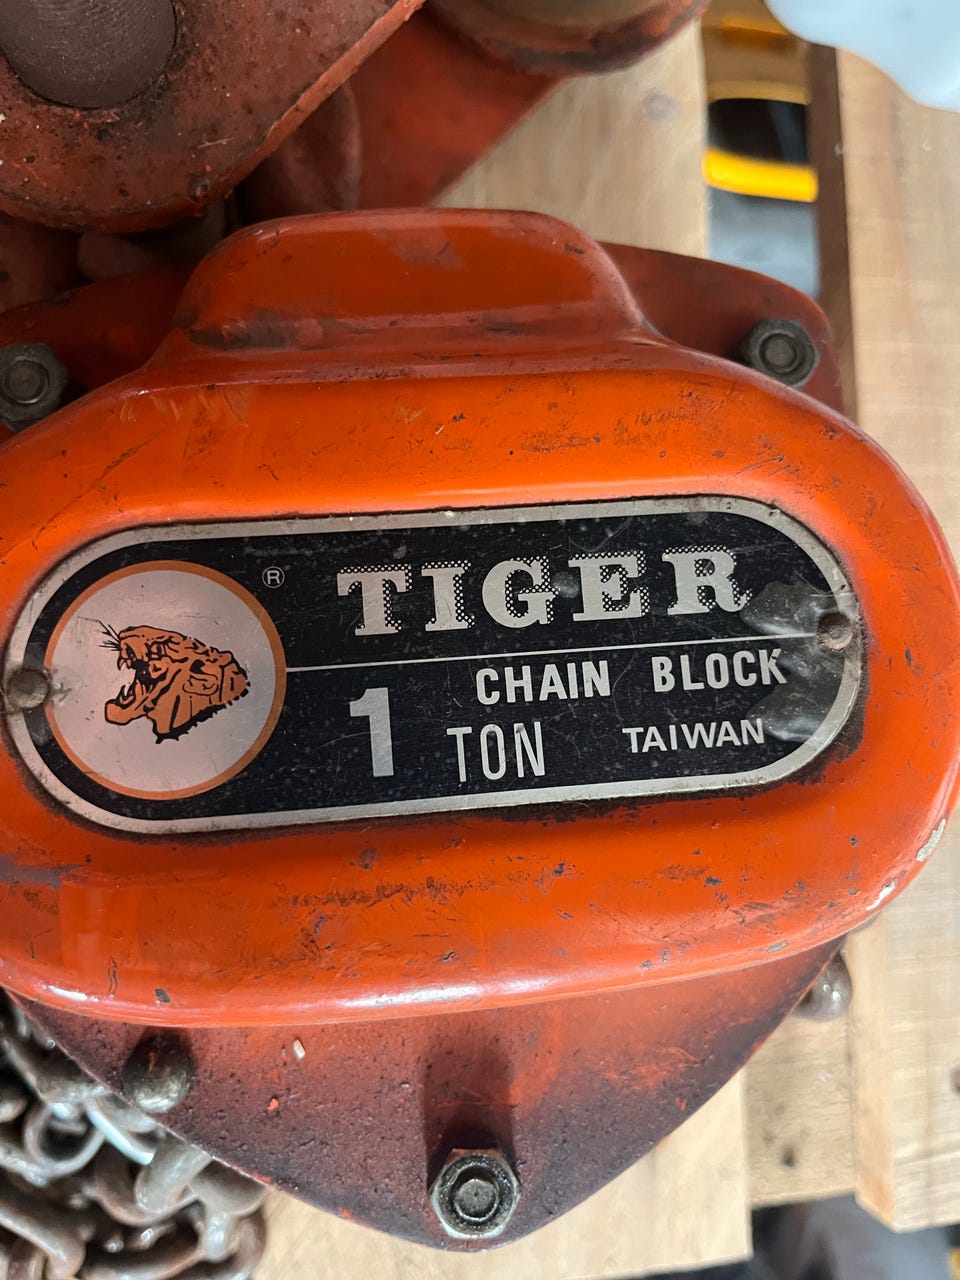 ® TIGER
CHAIN BLOCK
1 TON TAIWAN